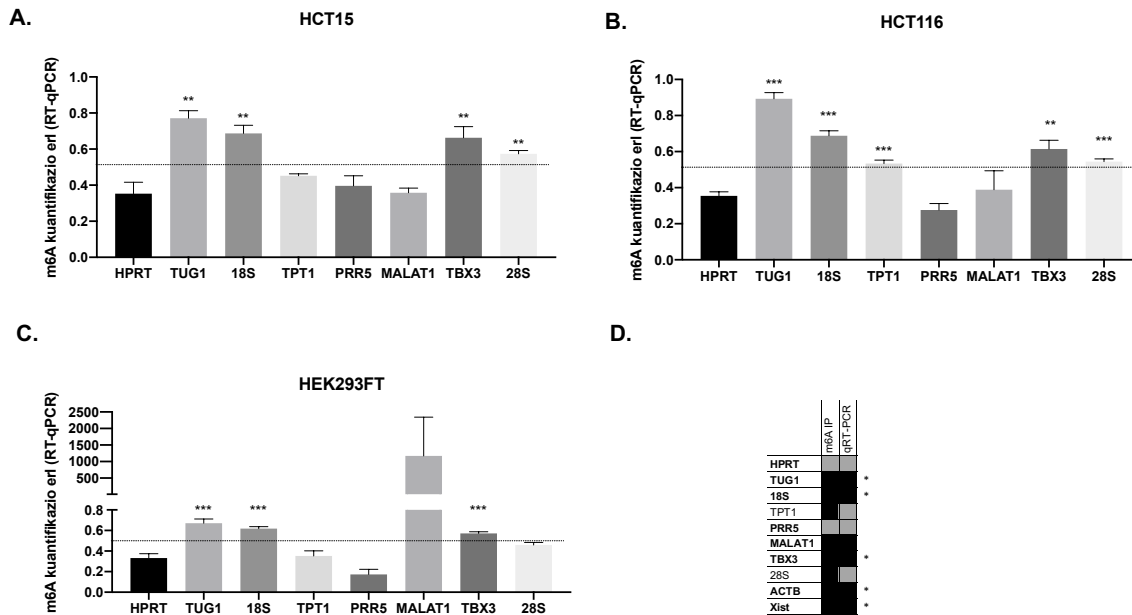 A.
HCT15
m6A kuantifikazio erl (RT-qPCR)
1.0
0.8
0.6
0.4
0.2
0.0
** ** ** **
HPRT TUG1 18S TPT1 PRR5 MALAT1 TBX3 28S
B.
HCT116
m6A kuantifikazio erl (RT-qPCR)
1.0
0.8
0.6
0.4
0.2
0.0
*** *** *** ** ***
HPRT TUG1 18S TPT1 PRR5 MALAT1 TBX3 28S
C.
HEK293FT
m6A kuantifikazio erl (RT-qPCR)
2500
2000
1500
1000
500
0.8
0.6
0.4
0.2
0.0
*** *** ***
HPRT TUG1 18S TPT1 PRR5 MALAT1 TBX3 28S
D.
m6A IP
qRT-PCR
HPRT
TUG1 *
18S *
TPT1
PRR5
MALAT1
TBX3 *
28S
ACTB *
Xist *